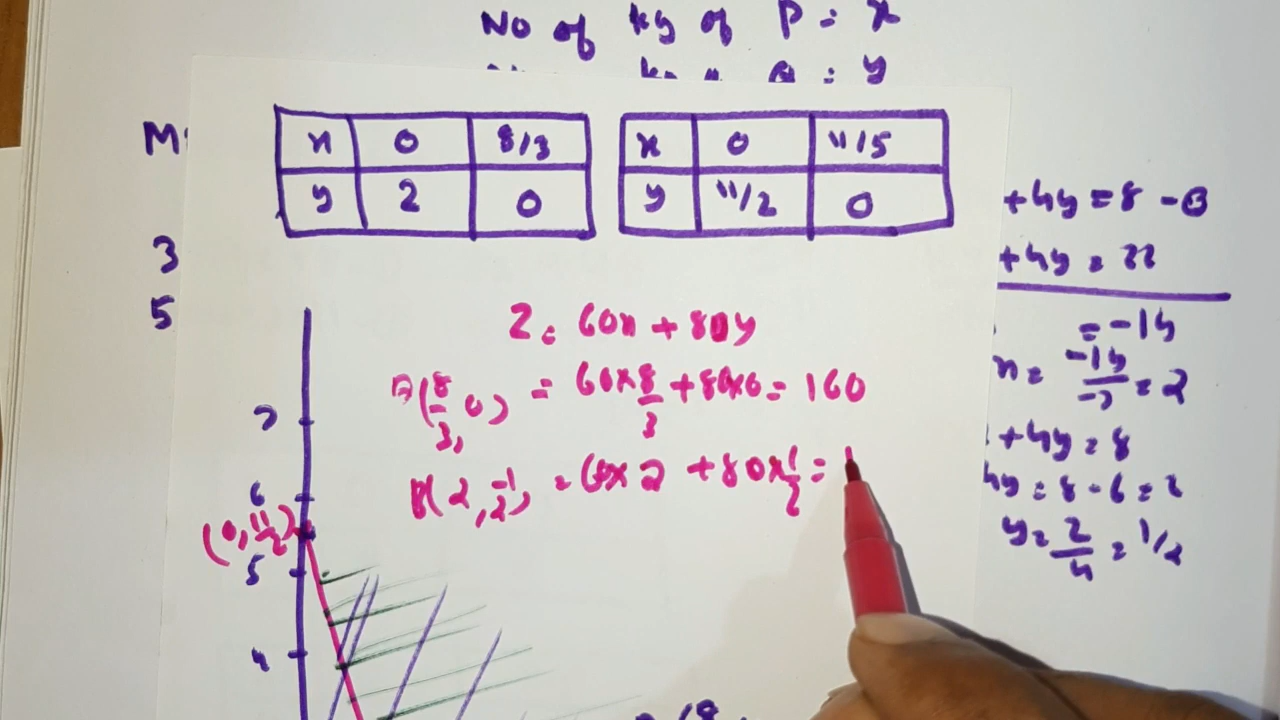 No of kg of P = x
y
M
x 0 8/3
y 2 0
x 0 11/5
y 11/2 0
3
5
+4y = 8
+4y = 22
= -14
x = -14/-7 = 2
+4y = 8
4y = 8 - 6 = 2
y = 2/4 = 1/2
Z = 60x + 80y
A(8/3, 0) = 60×8/3 + 80×0 = 160
B(2, 1/2) = 60×2 + 80×1/2 =
7
6
(0, 11/2)
5
4